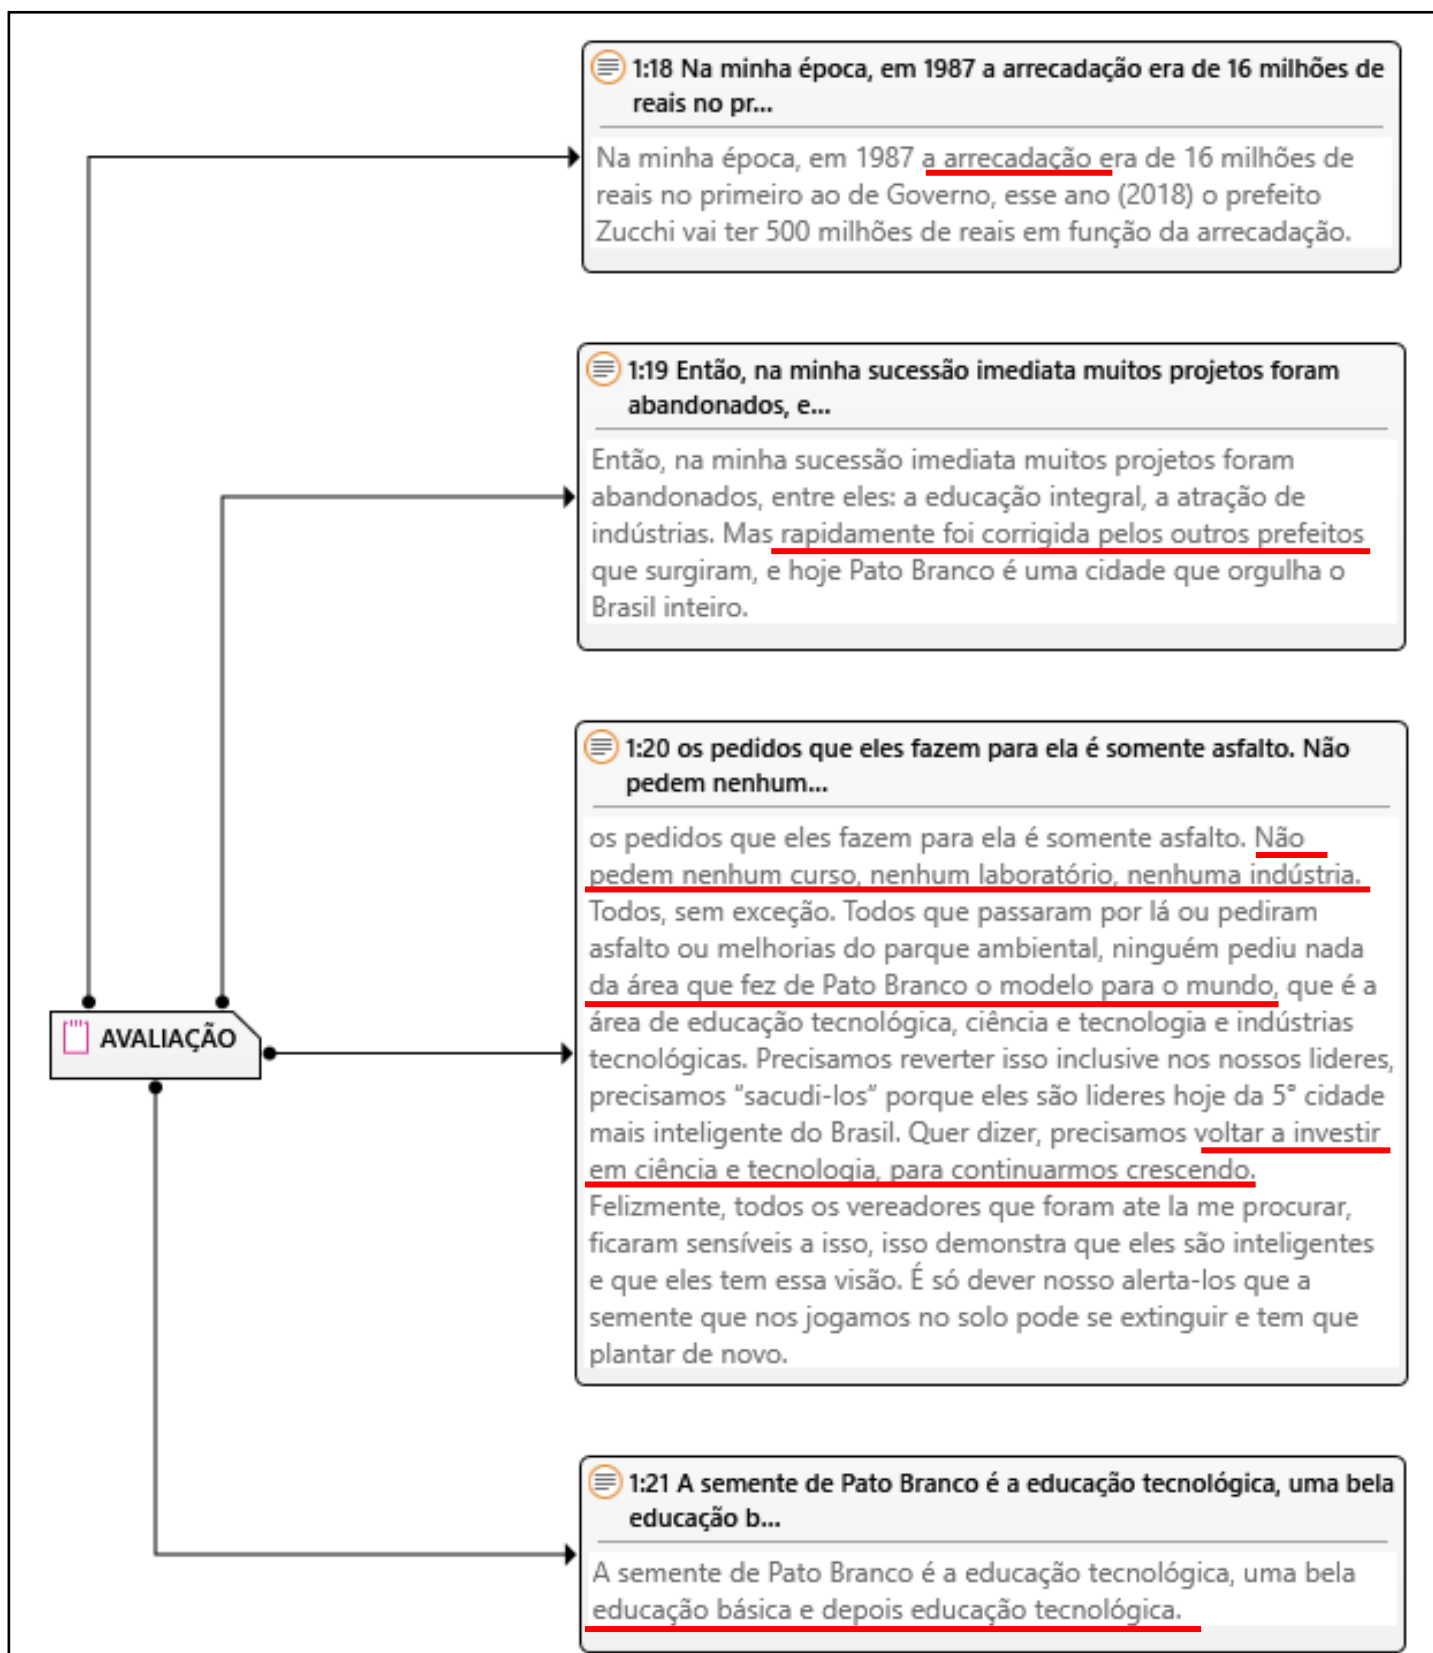 1:18 Na minha época, em 1987 a arrecadação era de 16 milhões de
reais no pr...
Na minha época, em 1987 a arrecadação era de 16 milhões de
reais no primeiro ao de Governo, esse ano (2018) o prefeito
Zucchi vai ter 500 milhões de reais em função da arrecadação.
1:19 Então, na minha sucessão imediata muitos projetos foram
abandonados, e...
Então, na minha sucessão imediata muitos projetos foram
abandonados, entre eles: a educação integral, a atração de
indústrias. Mas rapidamente foi corrigida pelos outros prefeitos
que surgiram, e hoje Pato Branco é uma cidade que orgulha o
Brasil inteiro.
1:20 os pedidos que eles fazem para ela é somente asfalto. Não
pedem nenhum...
os pedidos que eles fazem para ela é somente asfalto. Não
pedem nenhum curso, nenhum laboratório, nenhuma indústria.
Todos, sem exceção. Todos que passaram por lá ou pediram
asfalto ou melhorias do parque ambiental, ninguém pediu nada
da área que fez de Pato Branco o modelo para o mundo, que é a
área de educação tecnológica, ciência e tecnologia e indústrias
tecnológicas. Precisamos reverter isso inclusive nos nossos lideres,
precisamos "sacudi-los" porque eles são lideres hoje da 5° cidade
mais inteligente do Brasil. Quer dizer, precisamos voltar a investir
em ciência e tecnologia, para continuarmos crescendo.
Felizmente, todos os vereadores que foram ate la me procurar,
ficaram sensíveis a isso, isso demonstra que eles são inteligentes
e que eles tem essa visão. É só dever nosso alerta-los que a
semente que nos jogamos no solo pode se extinguir e tem que
plantar de novo.
AVALIAÇÃO
1:21 A semente de Pato Branco é a educação tecnológica, uma bela
educação b...
A semente de Pato Branco é a educação tecnológica, uma bela
educação básica e depois educação tecnológica.